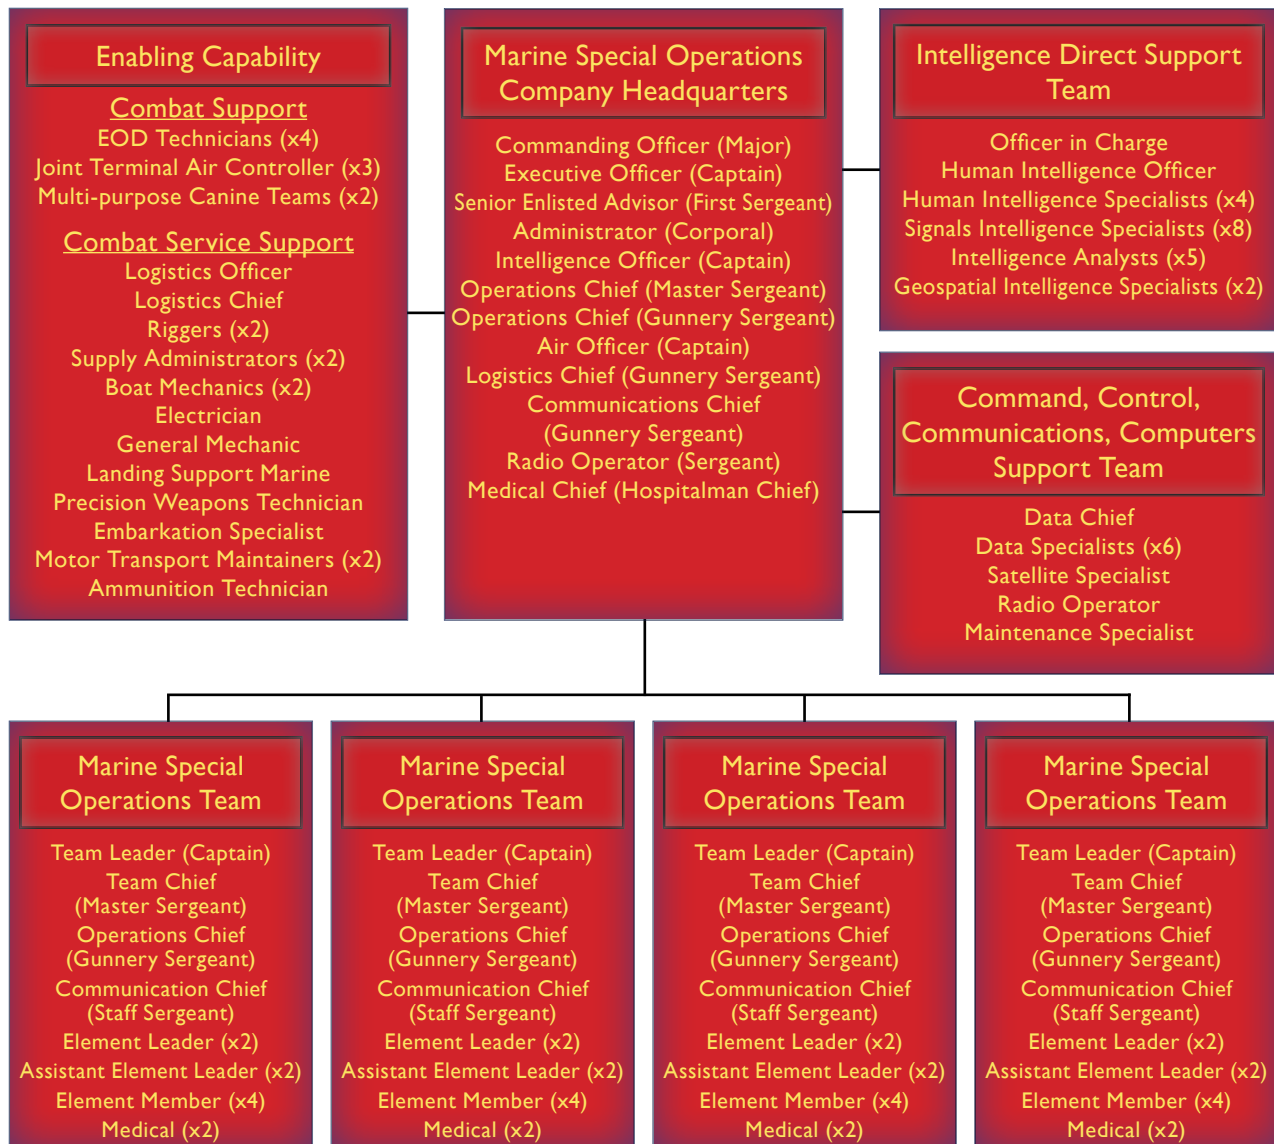 Enabling Capability
Combat Support
EOD Technicians (x4)
Joint Terminal Air Controller (x3)
Multi-purpose Canine Teams (x2)
Combat Service Support
Logistics Officer
Logistics Chief
Riggers (x2)
Supply Administrators (x2)
Boat Mechanics (x2)
Electrician
General Mechanic
Landing Support Marine
Precision Weapons Technician
Embarkation Specialist
Motor Transport Maintainers (x2)
Ammunition Technician
Marine Special Operations
Company Headquarters
Commanding Officer (Major)
Executive Officer (Captain)
Senior Enlisted Advisor (First Sergeant)
Administrator (Corporal)
Intelligence Officer (Captain)
Operations Chief (Master Sergeant)
Operations Chief (Gunnery Sergeant)
Air Officer (Captain)
Logistics Chief (Gunnery Sergeant)
Communications Chief
(Gunnery Sergeant)
Radio Operator (Sergeant)
Medical Chief (Hospitalman Chief)
Intelligence Direct Support
Team
Officer in Charge
Human Intelligence Officer
Human Intelligence Specialists (x4)
Signals Intelligence Specialists (x8)
Intelligence Analysts (x5)
Geospatial Intelligence Specialists (x2)
Command, Control,
Communications, Computers
Support Team
Data Chief
Data Specialists (x6)
Satellite Specialist
Radio Operator
Maintenance Specialist
Marine Special
Operations Team
Team Leader (Captain)
Team Chief
(Master Sergeant)
Operations Chief
(Gunnery Sergeant)
Communication Chief
(Staff Sergeant)
Element Leader (x2)
Assistant Element Leader (x2)
Element Member (x4)
Medical (x2)
Marine Special
Operations Team
Team Leader (Captain)
Team Chief
(Master Sergeant)
Operations Chief
(Gunnery Sergeant)
Communication Chief
(Staff Sergeant)
Element Leader (x2)
Assistant Element Leader (x2)
Element Member (x4)
Medical (x2)
Marine Special
Operations Team
Team Leader (Captain)
Team Chief
(Master Sergeant)
Operations Chief
(Gunnery Sergeant)
Communication Chief
(Staff Sergeant)
Element Leader (x2)
Assistant Element Leader (x2)
Element Member (x4)
Medical (x2)
Marine Special
Operations Team
Team Leader (Captain)
Team Chief
(Master Sergeant)
Operations Chief
(Gunnery Sergeant)
Communication Chief
(Staff Sergeant)
Element Leader (x2)
Assistant Element Leader (x2)
Element Member (x4)
Medical (x2)